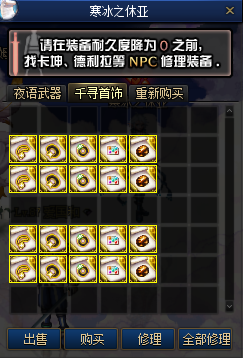 寒冰之休亚
请在装备耐久度降为 0 之前,
找卡坤、德利拉等 NPC 修理装备 .
夜语武器 千寻首饰 重新购买
出售 购买 修理 全部修理